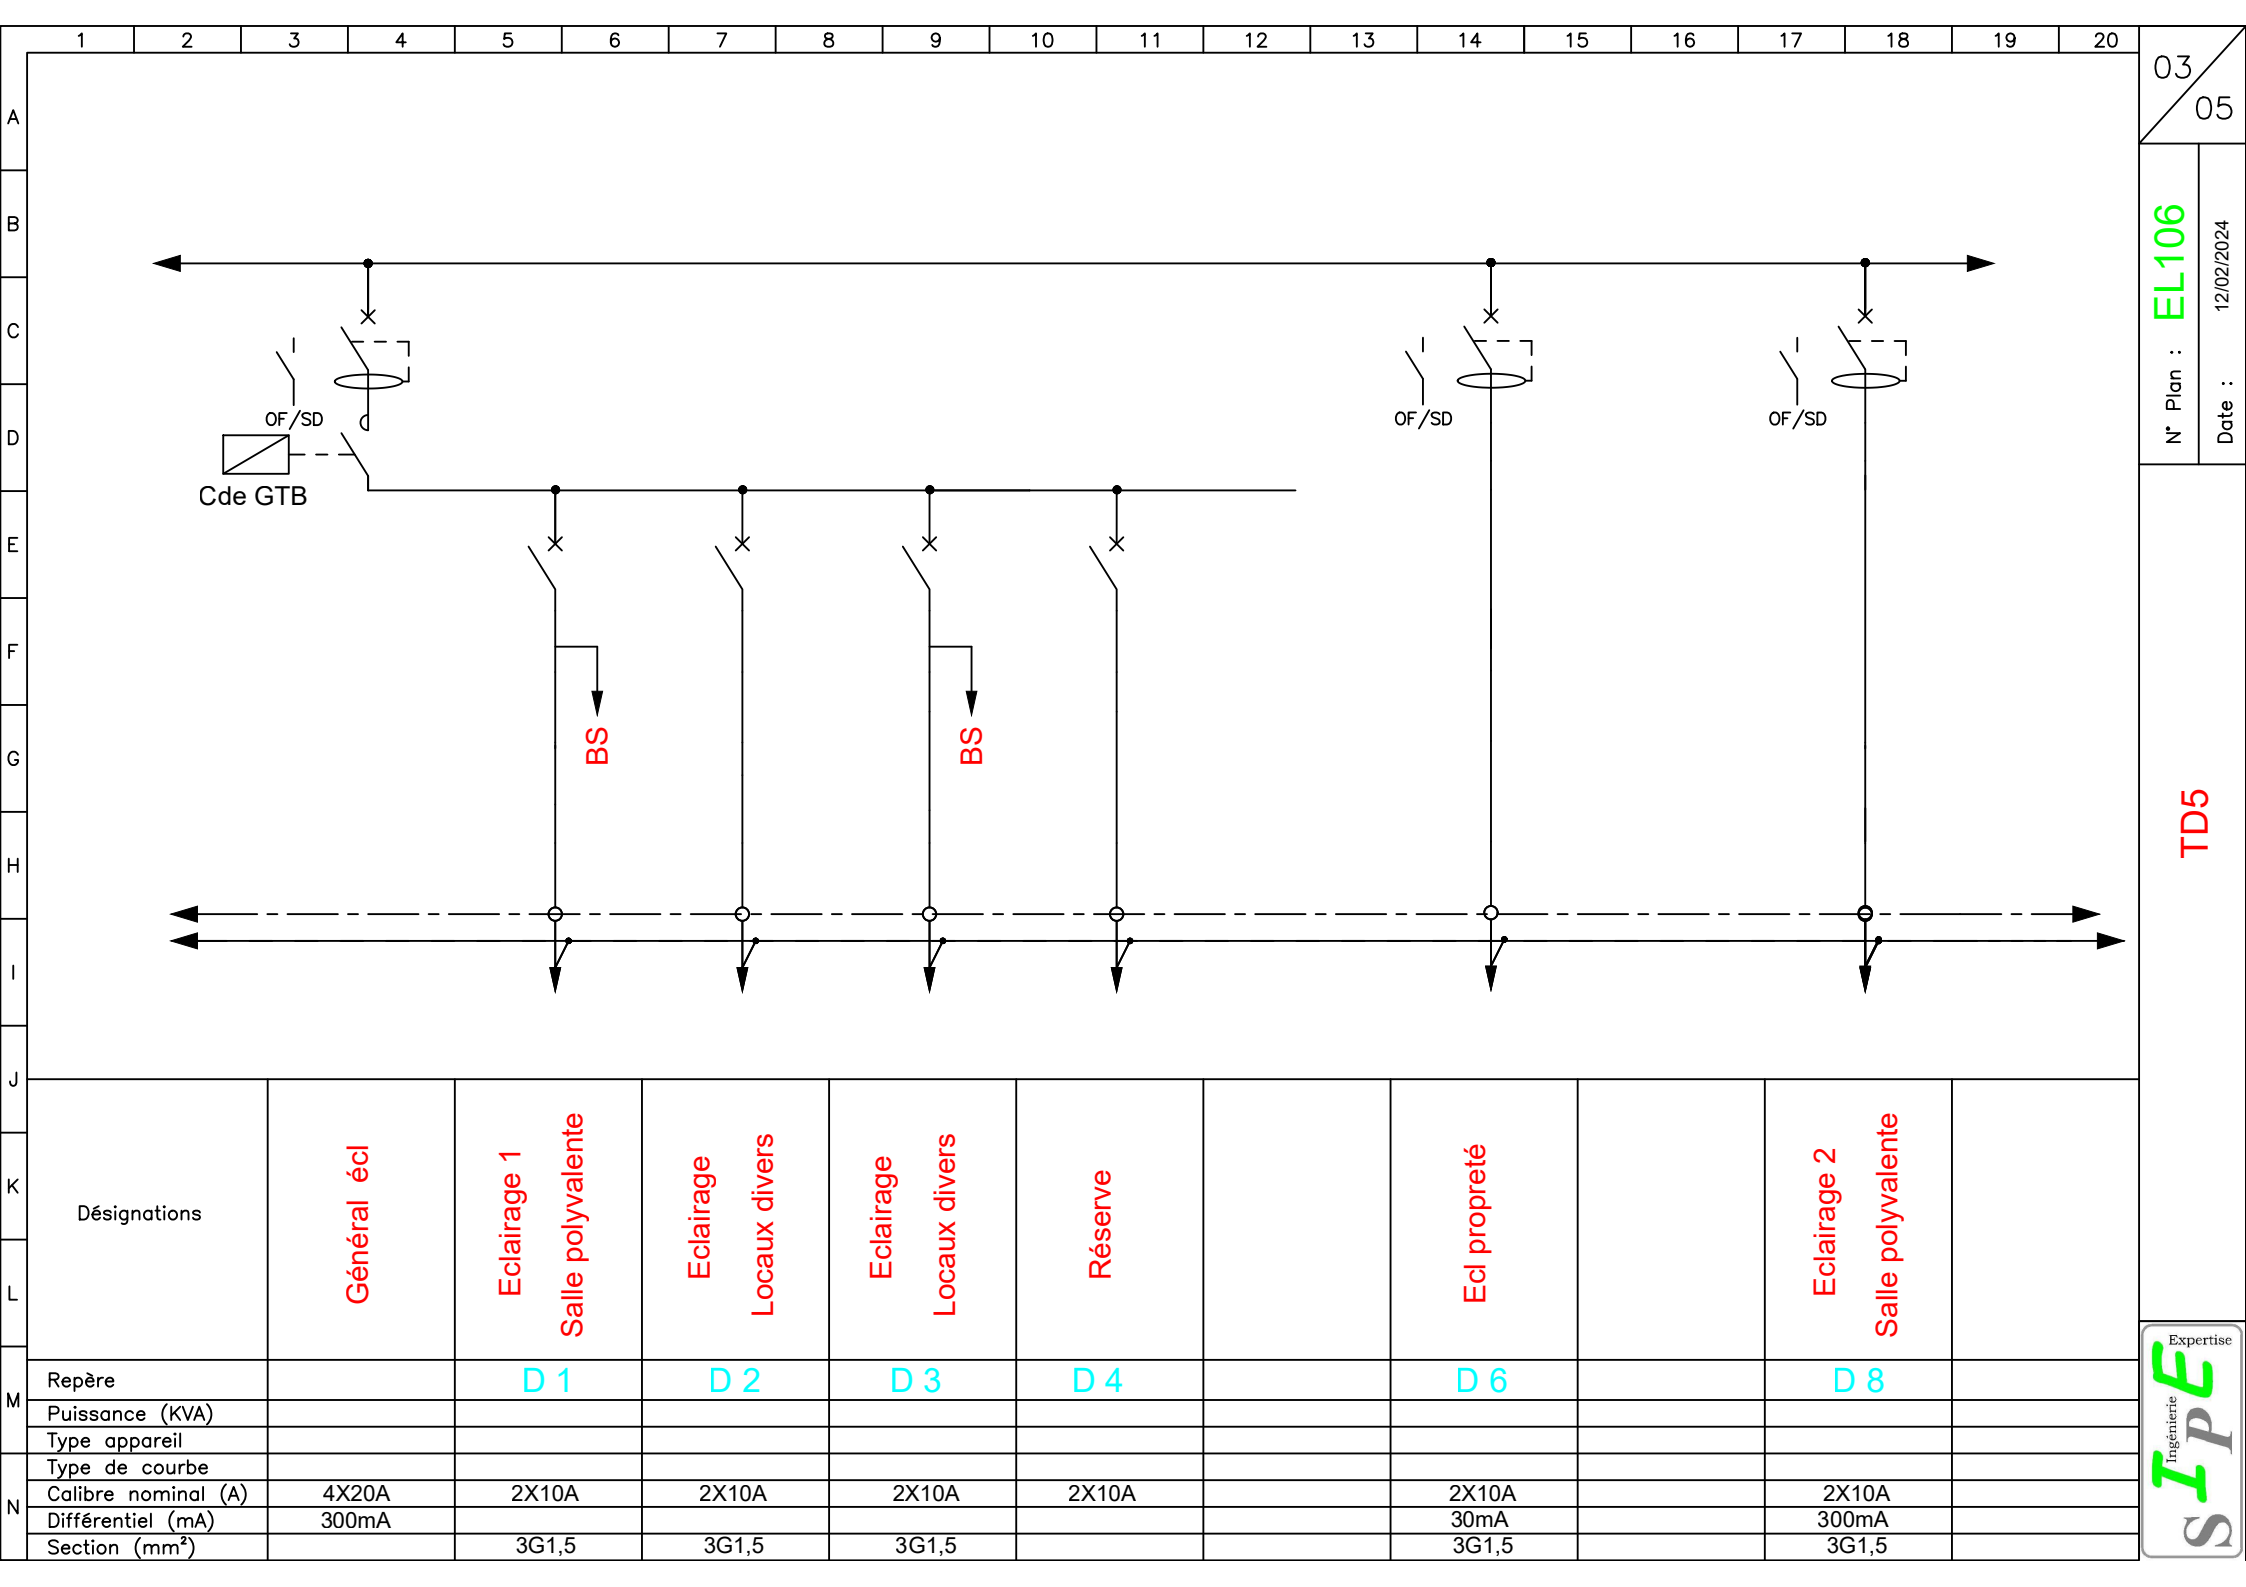 1 2 3 4 5 6 7 8 9 10 11 12 13 14 15 16 17 18 19 20
03
05
A
B
C
D
E
F
G
H
I
J
K
L
M
N
N° Plan : EL106
Date : 12/02/2024
TD5
OF/SD
OF/SD
OF/SD
Cde GTB
BS
BS
Désignations
Général écl
Eclairage 1
Salle polyvalente
Eclairage
Locaux divers
Eclairage
Locaux divers
Réserve
Ecl propreté
Eclairage 2
Salle polyvalente
Repère D 1 D 2 D 3 D 4 D 6 D 8
Puissance (KVA)
Type appareil
Type de courbe
Calibre nominal (A) 4X20A 2X10A 2X10A 2X10A 2X10A 2X10A 2X10A
Différentiel (mA) 300mA 30mA 300mA
Section (mm²) 3G1,5 3G1,5 3G1,5 3G1,5 3G1,5
S I P E
Ingénierie
Expertise